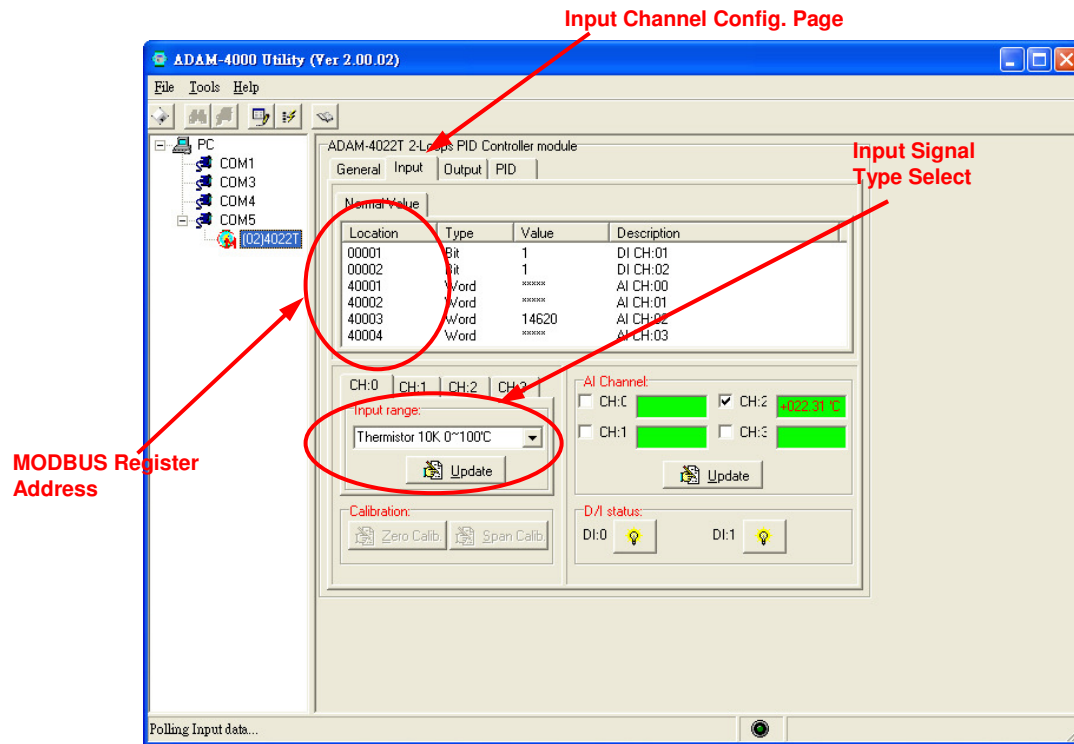 Input Channel Config. Page
ADAM-4000 Utility (Ver 2.00.02)
File Tools Help
PC
COM1
COM3
COM4
COM5
(02)4022T
ADAM-4022T 2-Loops PID Controller module
General Input Output PID
Input Signal
Type Select
Normal Value
Location Type Value Description
00001 Bit 1 DI CH:01
00002 Bit 1 DI CH:02
40001 Word ***** AI CH:00
40002 Word ***** AI CH:01
40003 Word 14620 AI CH:02
40004 Word ***** AI CH:03
CH:0 CH:1 CH:2 CH:3
Input range:
Thermistor 10K 0~100'C
Update
AI Channel:
CH:0 CH:2 +022.31 'C
CH:1 CH:3
Update
MODBUS Register
Address
Calibration:
Zero Calib. Span Calib.
D/I status:
DI:0 DI:1
Polling Input data...